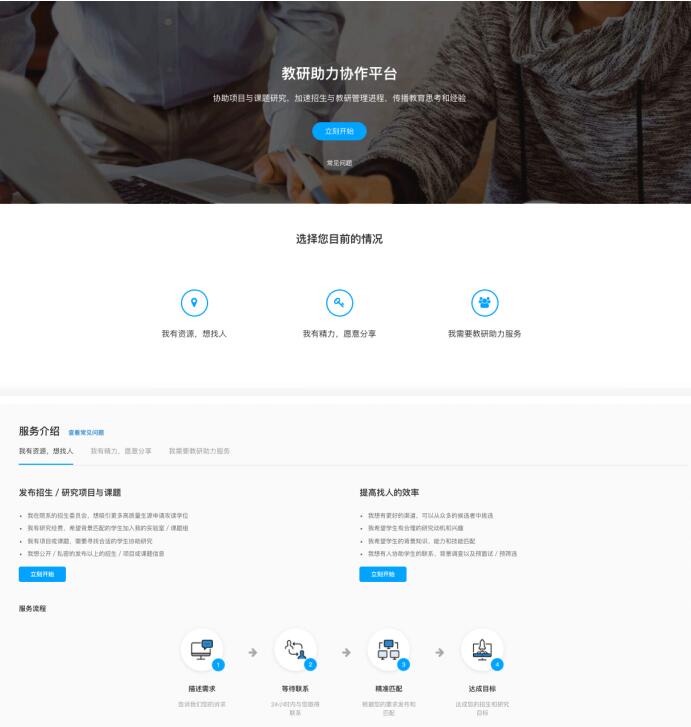 教研助力协作平台
协助项目与课题研究，加速招生与教研管理进程，传播教育思考和经验
立刻开始
常见问题
选择您目前的情况
我有资源，想找人
我有精力，愿意分享
我需要教研助力服务
服务介绍 查看常见问题
我有资源，想找人 我有精力，愿意分享 我需要教研助力服务
发布招生 / 研究项目与课题
我在院系的招生委员会，想吸引更多高质量生源申请攻读学位
我有研究经费，希望背景匹配的学生加入我的实验室 / 课题组
我有项目或课题，需要寻找合适的学生协助研究
我想公开 / 私密的发布以上的招生 / 项目或课题信息
立刻开始
提高找人的效率
我想有更好的渠道，可以从众多的候选者中挑选
我希望学生有合理的研究动机和兴趣
我希望学生的背景知识、能力和技能匹配
我想有人协助学生的联系、背景调查以及预面试 / 预筛选
立刻开始
服务流程
1
2
3
4
描述需求
等待联系
精准匹配
达成目标
告诉我们您的诉求
24小时内与您取得
联系
根据您的要求发布和
匹配
达成您的招生和研究
目标